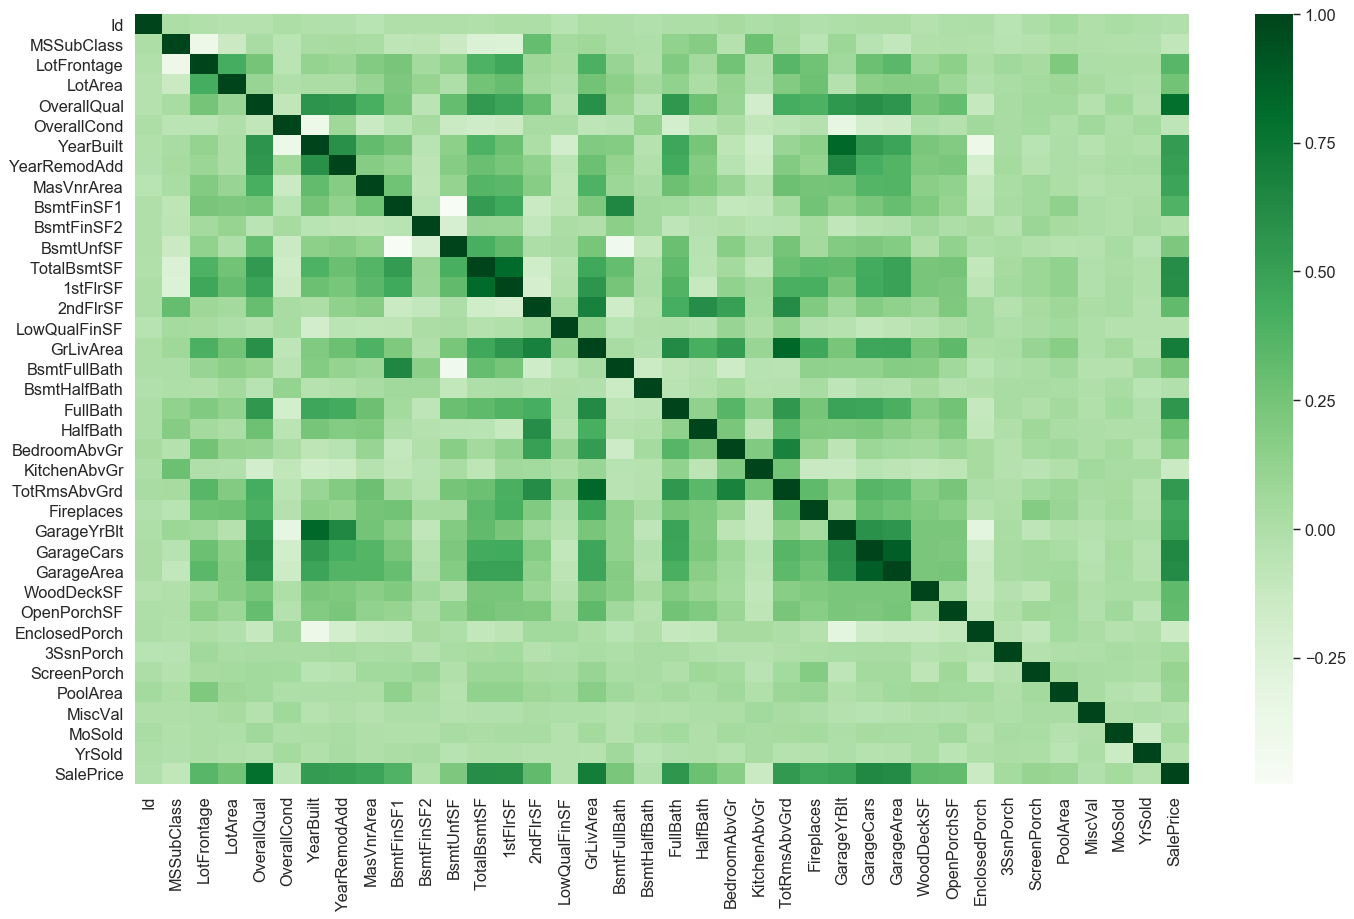 Id
MSSubClass
LotFrontage
LotArea
OverallQual
OverallCond
YearBuilt
YearRemodAdd
MasVnrArea
BsmtFinSF1
BsmtFinSF2
BsmtUnfSF
TotalBsmtSF
1stFlrSF
2ndFlrSF
LowQualFinSF
GrLivArea
BsmtFullBath
BsmtHalfBath
FullBath
HalfBath
BedroomAbvGr
KitchenAbvGr
TotRmsAbvGrd
Fireplaces
GarageYrBlt
GarageCars
GarageArea
WoodDeckSF
OpenPorchSF
EnclosedPorch
3SsnPorch
ScreenPorch
PoolArea
MiscVal
MoSold
YrSold
SalePrice
Id
MSSubClass
LotFrontage
LotArea
OverallQual
OverallCond
YearBuilt
YearRemodAdd
MasVnrArea
BsmtFinSF1
BsmtFinSF2
BsmtUnfSF
TotalBsmtSF
1stFlrSF
2ndFlrSF
LowQualFinSF
GrLivArea
BsmtFullBath
BsmtHalfBath
FullBath
HalfBath
BedroomAbvGr
KitchenAbvGr
TotRmsAbvGrd
Fireplaces
GarageYrBlt
GarageCars
GarageArea
WoodDeckSF
OpenPorchSF
EnclosedPorch
3SsnPorch
ScreenPorch
PoolArea
MiscVal
MoSold
YrSold
SalePrice
1.00
0.75
0.50
0.25
0.00
−0.25